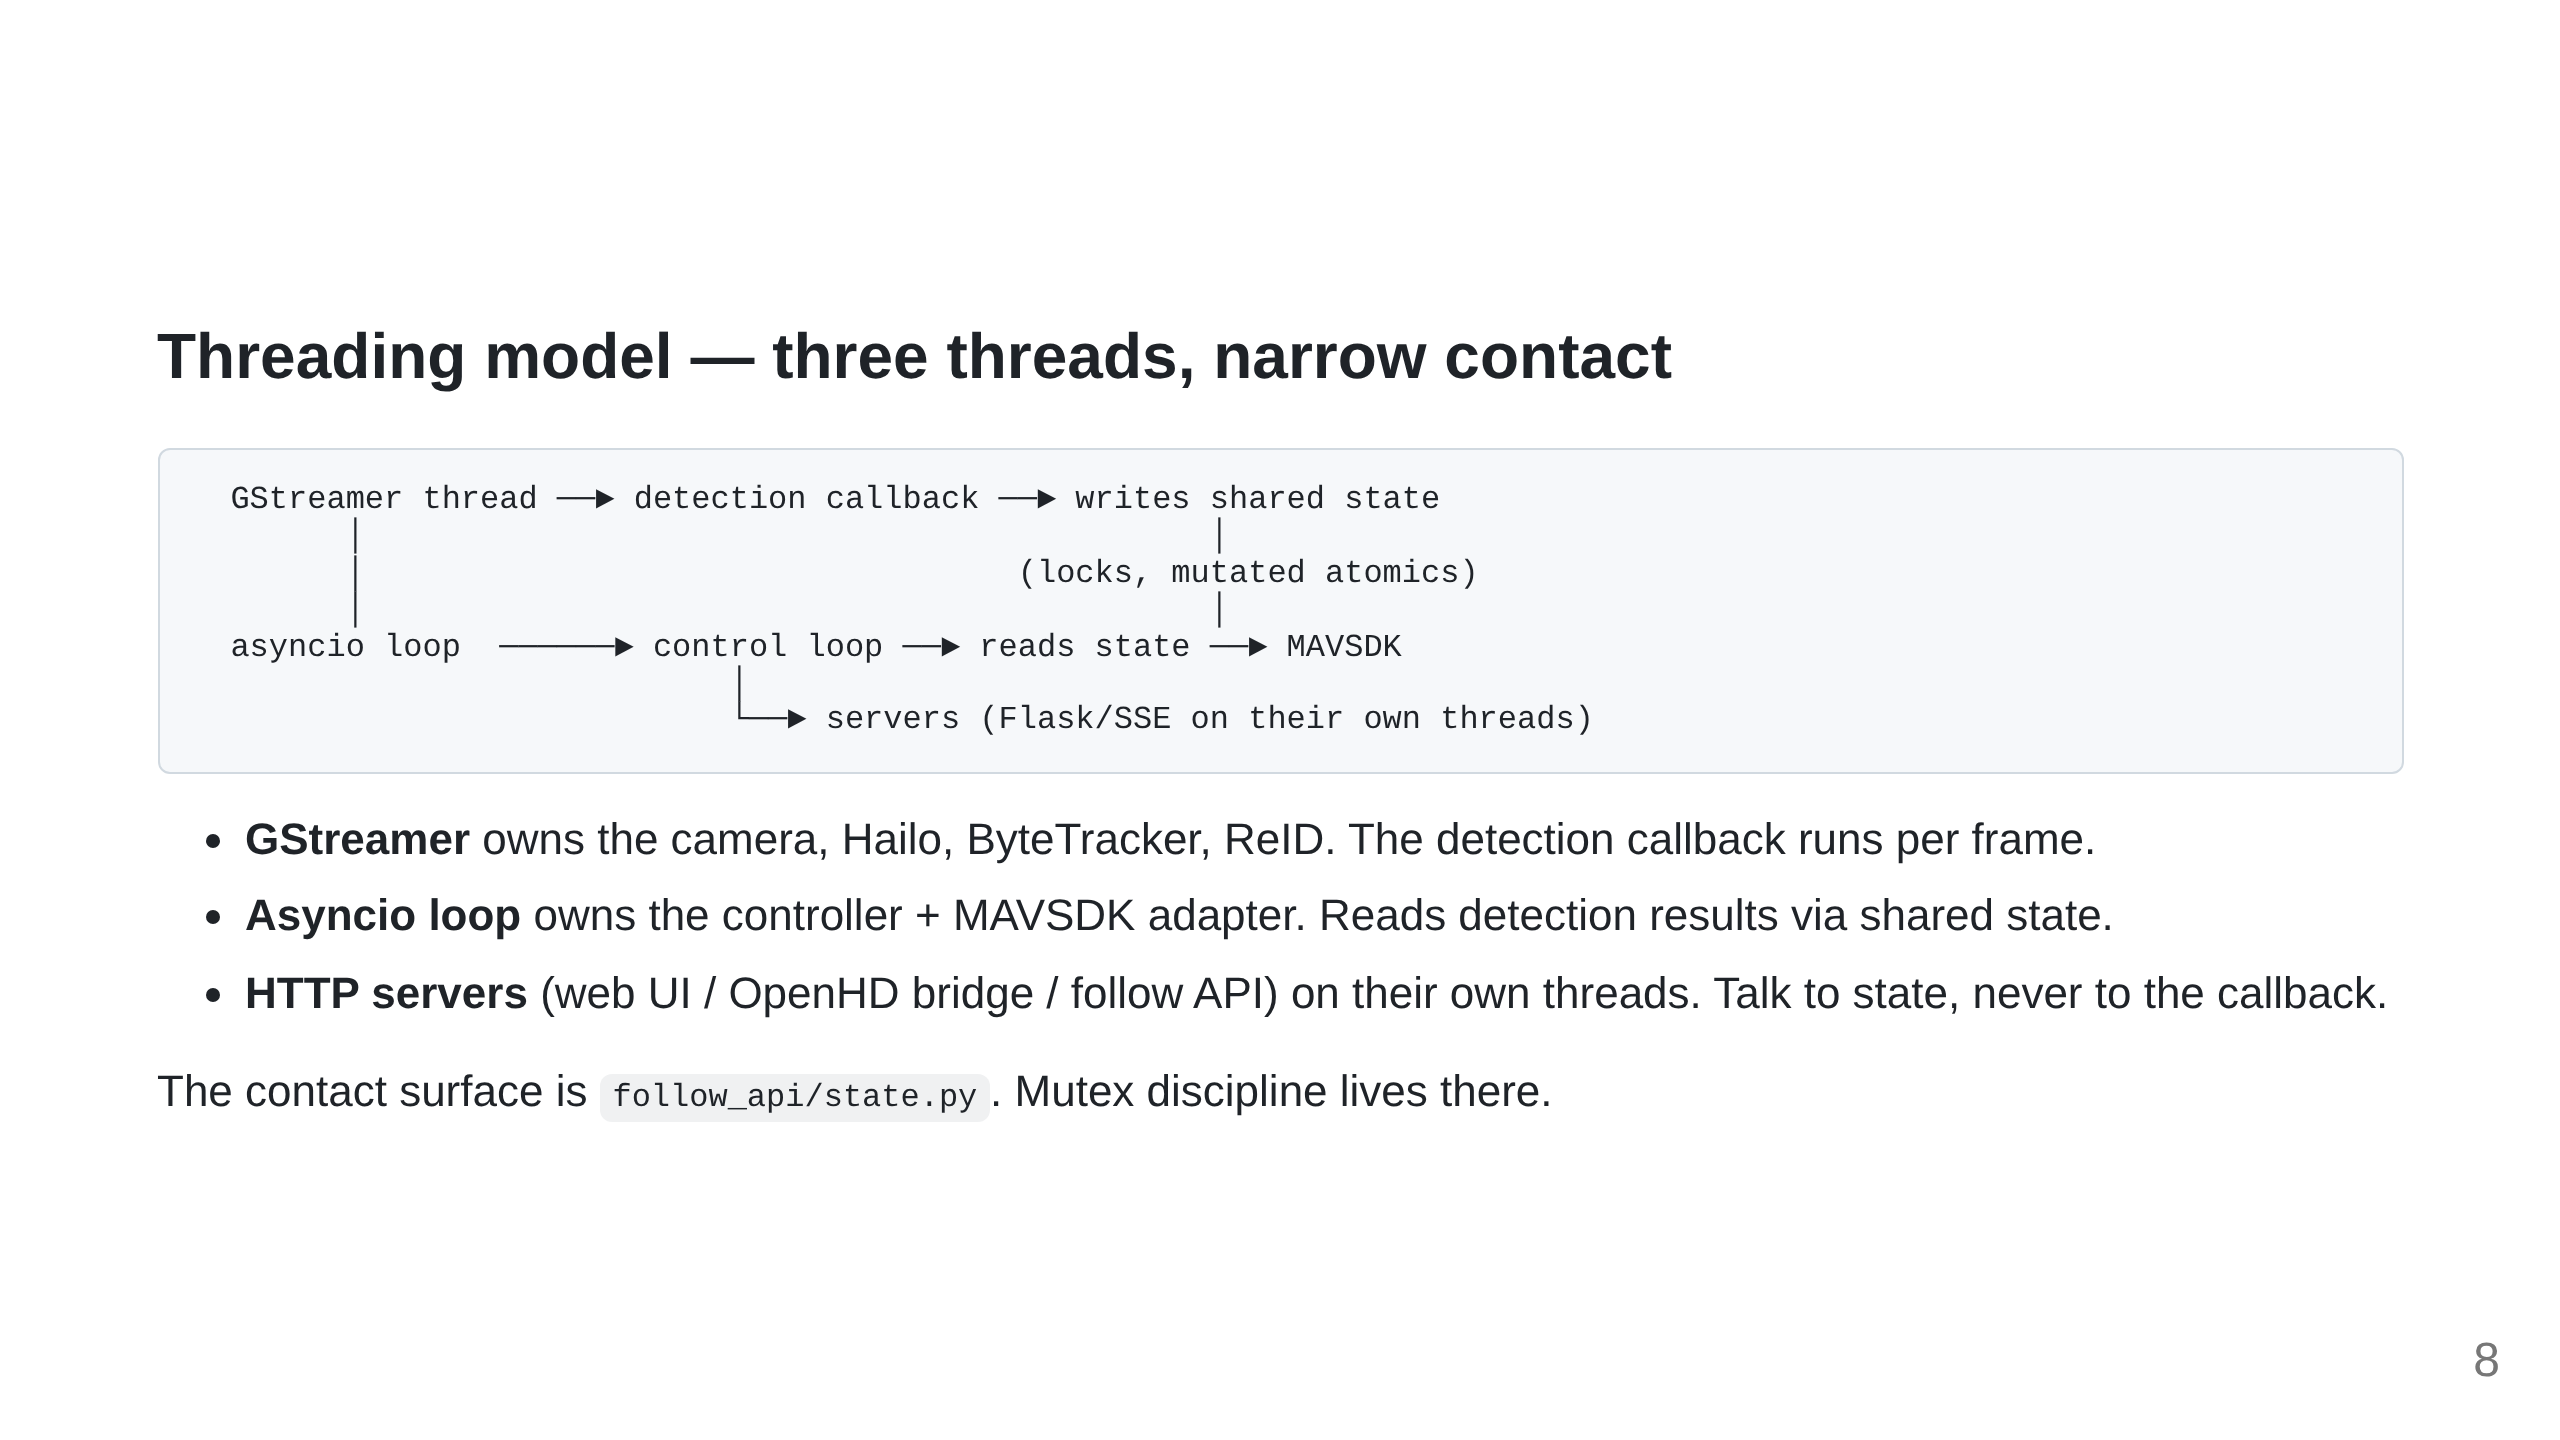 Threading model — three threads, narrow contact
GStreamer thread ──▶ detection callback ──▶ writes shared state
│ │
│ (locks, mutated atomics)
│ │
asyncio loop ──────▶ control loop ──▶ reads state ──▶ MAVSDK
│
└──▶ servers (Flask/SSE on their own threads)
• GStreamer owns the camera, Hailo, ByteTracker, ReID. The detection callback runs per frame.
• Asyncio loop owns the controller + MAVSDK adapter. Reads detection results via shared state.
• HTTP servers (web UI / OpenHD bridge / follow API) on their own threads. Talk to state, never to the callback.
The contact surface is follow_api/state.py. Mutex discipline lives there.
8